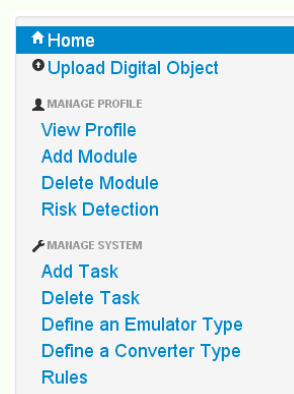 Home
Upload Digital Object
MANAGE PROFILE
View Profile
Add Module
Delete Module
Risk Detection
MANAGE SYSTEM
Add Task
Delete Task
Define an Emulator Type
Define a Converter Type
Rules